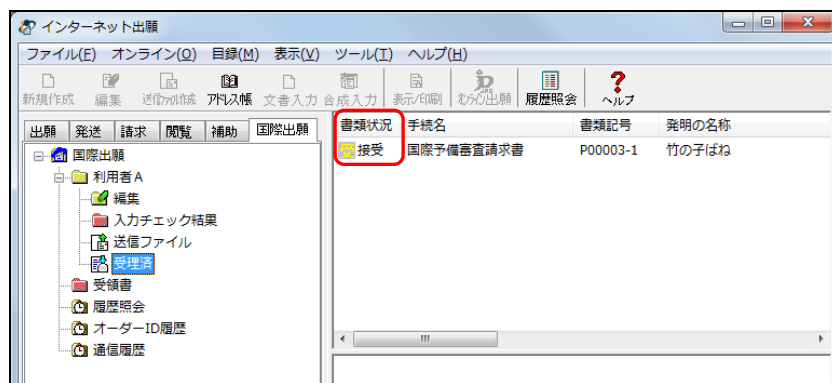 インターネット出願
ファイル(F) オンライン(O) 目録(M) 表示(V) ツール(T) ヘルプ(H)
新規作成 編集 送信ファイル作成 アドレス帳 文書入力 合成入力 表示/印刷 履歴照会 ヘルプ
出願 発送 請求 閲覧 補助 国際出願
書類状況 手続名 書類記号 発明の名称
接受 国際予備審査請求書 P00003-1 竹の子ばね
国際出願
利用者A
編集
入力チェック結果
送信ファイル
受理済
受領書
履歴照会
オーダーID履歴
通信履歴